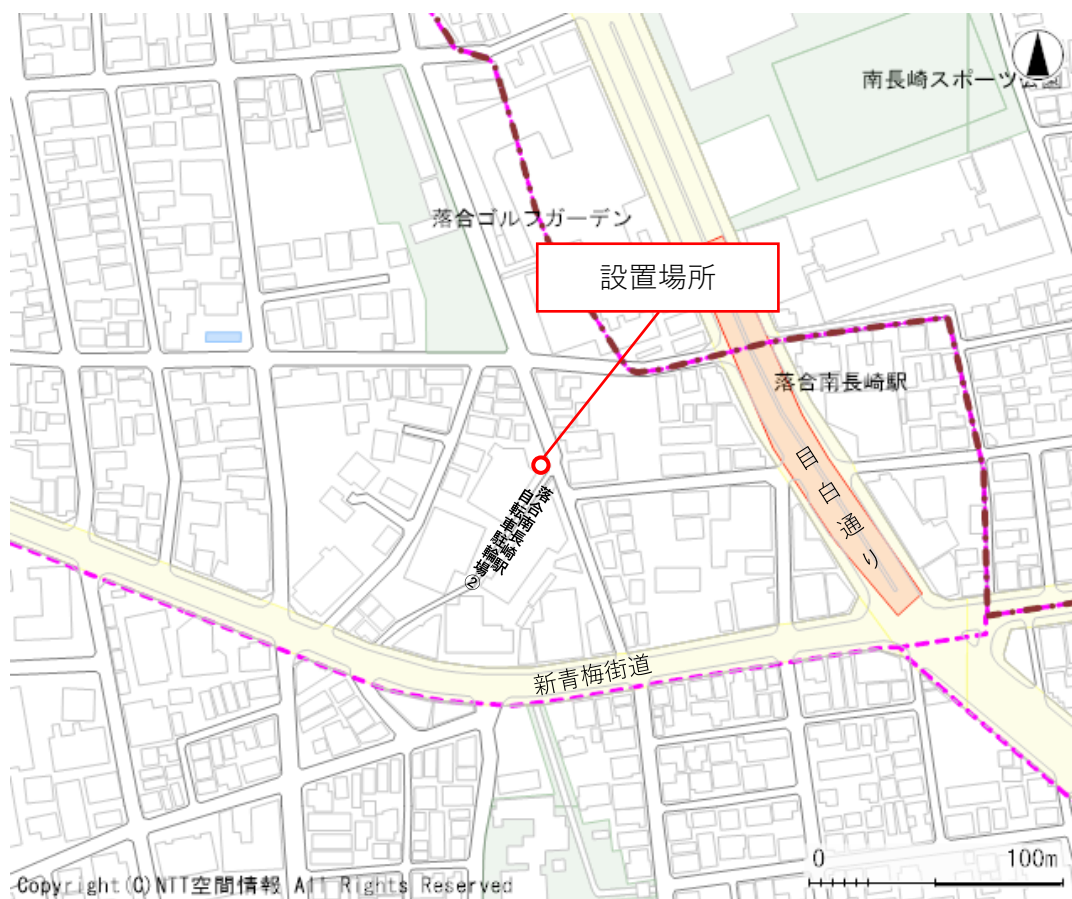 南長崎スポーツ公園
落合ゴルフガーデン
設置場所
落合南長崎駅
目白通り
落合南長崎駅
自転車駐輪場②
新青梅街道
0 100m
Copyright (C) NTT空間情報 All Rights Reserved